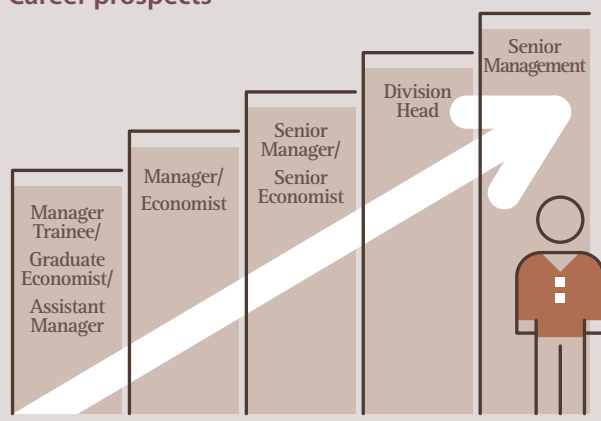 Career prospects
Manager
Trainee/
Graduate
Economist/
Assistant
Manager
Manager/
Economist
Senior
Manager/
Senior
Economist
Division
Head
Senior
Management